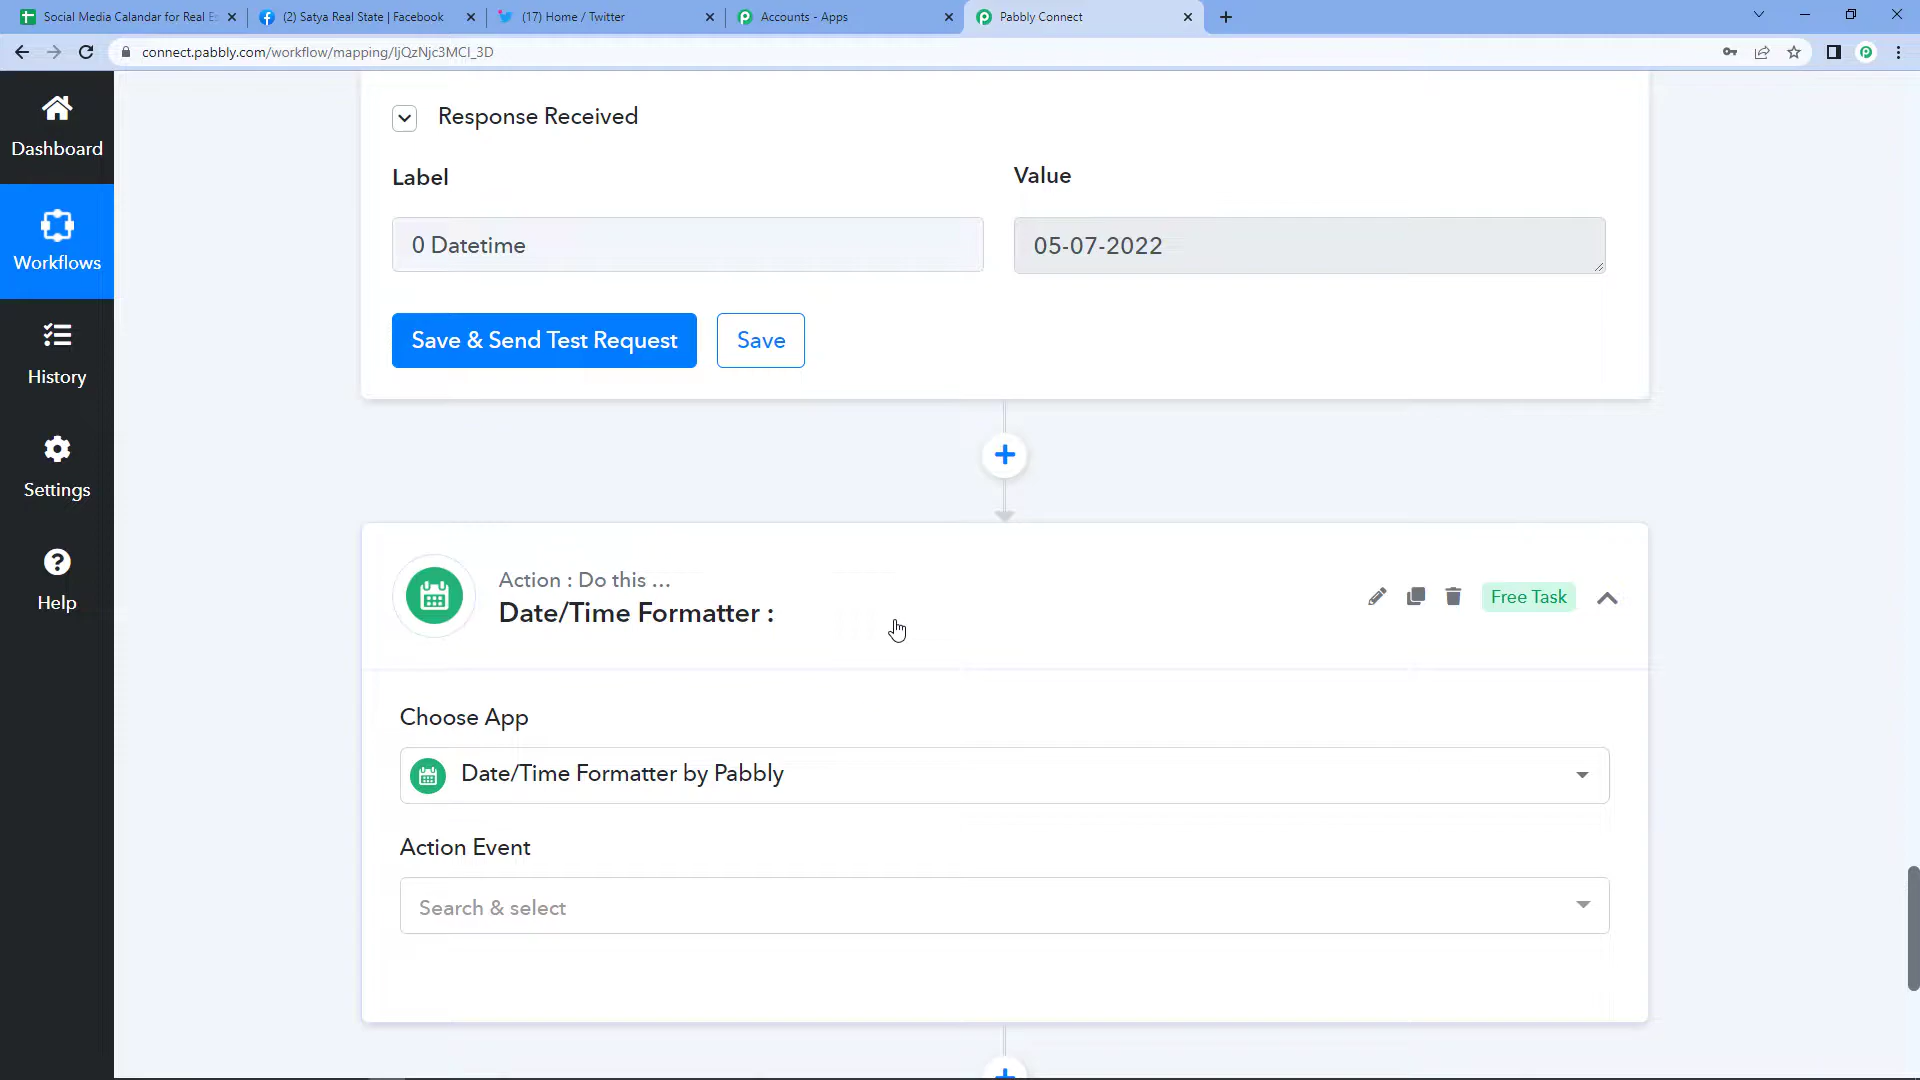 Social Media Calandar for Real Es
(2) Satya Real State | Facebook
(17) Home / Twitter
Accounts - Apps
Pabbly Connect
connect.pabbly.com/workflow/mapping/IjQzNjc3MCI_3D
Dashboard
Workflows
History
Settings
Help
Response Received
Label
Value
0 Datetime
05-07-2022
Save & Send Test Request
Save
Action : Do this ...
Date/Time Formatter :
Free Task
Choose App
Date/Time Formatter by Pabbly
Action Event
Search & select